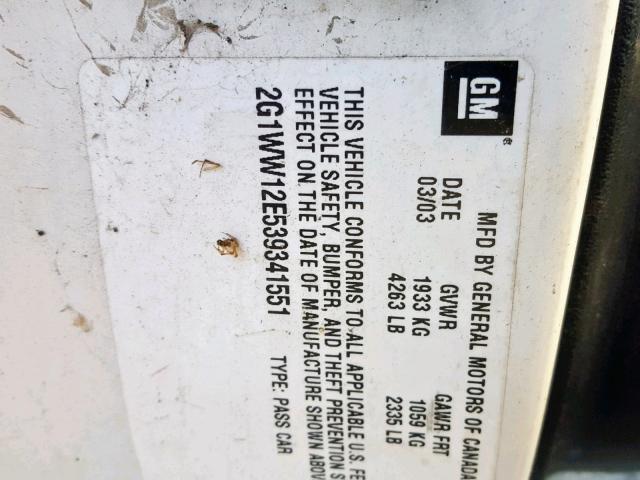 GM
MFD BY GENERAL MOTORS OF CANADA
DATE GVWR GAWR FRT
03/03 1933 KG 1059 KG
4263 LB 2335 LB
THIS VEHICLE CONFORMS TO ALL APPLICABLE U.S. FE
VEHICLE SAFETY, BUMPER, AND THEFT PREVENTION S
EFFECT ON THE DATE OF MANUFACTURE SHOWN ABOV
2G1WW12E539341551 TYPE: PASS CAR